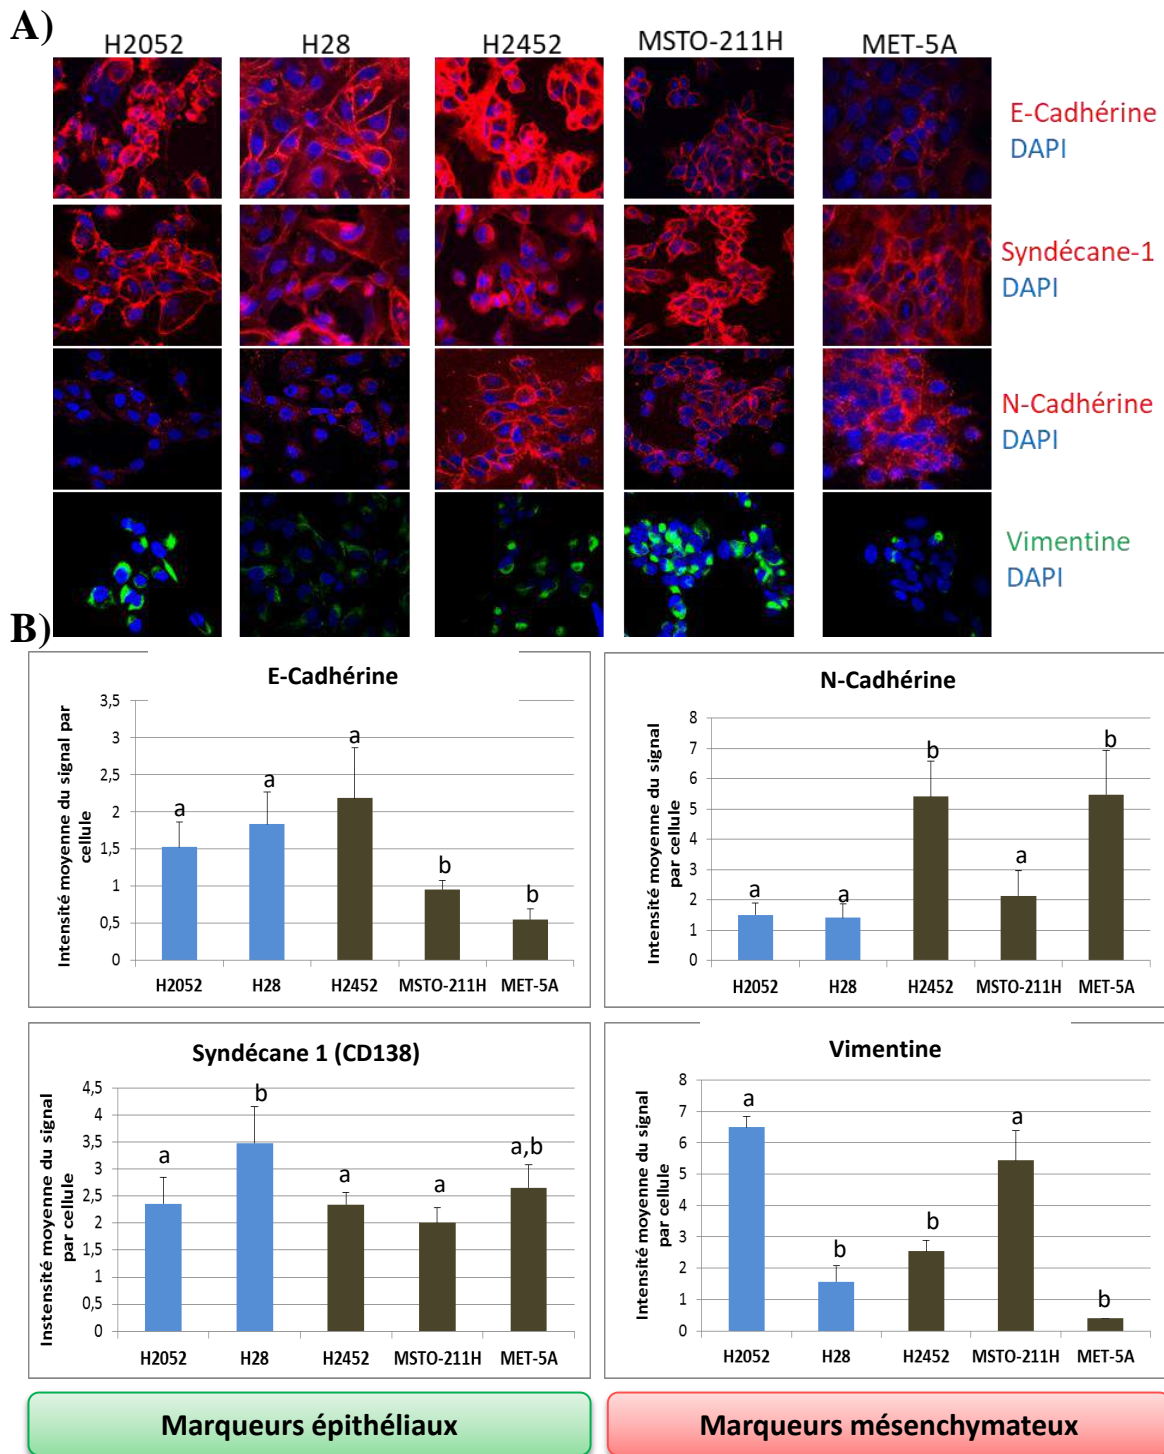 A)
H2052 H28 H2452 MSTO-211H MET-5A
E-Cadhérine
DAPI
Syndécane-1
DAPI
N-Cadhérine
DAPI
Vimentine
DAPI
B)
E-Cadhérine
Intensité moyenne du signal par
cellule
3,5
3
2,5
2
1,5
1
0,5
0
a a a b b
H2052 H28 H2452 MSTO-211H MET-5A
N-Cadhérine
Intensité moyenne du signal
par cellule
8
7
6
5
4
3
2
1
0
a a b a b
H2052 H28 H2452 MSTO-211H MET-5A
Syndécane 1 (CD138)
Instensité moyenne du signal
par cellule
4,5
4
3,5
3
2,5
2
1,5
1
0,5
0
a b a a a,b
H2052 H28 H2452 MSTO-211H MET-5A
Vimentine
Intensité moyenne du signal
par cellule
8
7
6
5
4
3
2
1
0
a b b a b
H2052 H28 H2452 MSTO-211H MET-5A
Marqueurs épithéliaux
Marqueurs mésenchymateux